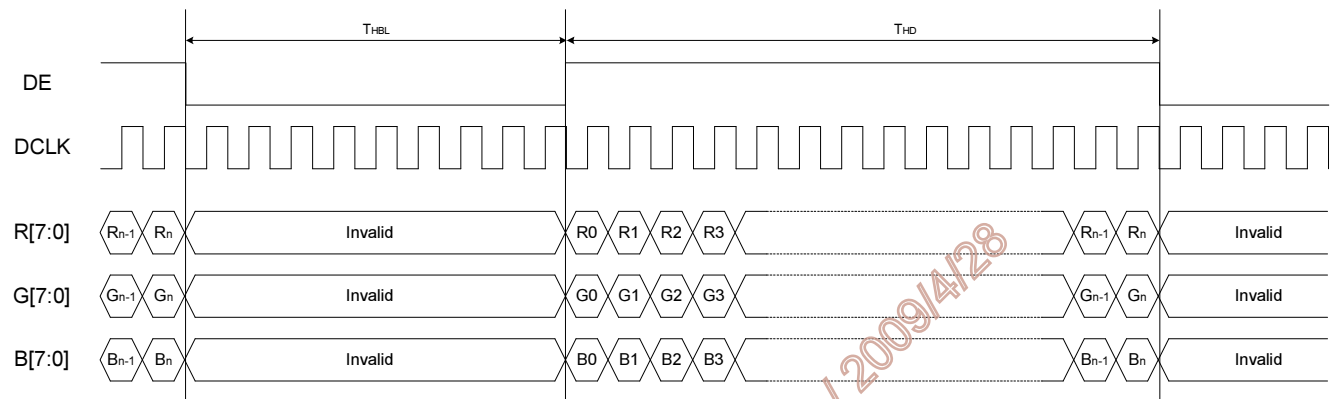 THBL THD
DE
DCLK
R[7:0] Rn-1 Rn Invalid R0 R1 R2 R3 Rn-1 Rn Invalid
G[7:0] Gn-1 Gn Invalid G0 G1 G2 G3 Gn-1 Gn Invalid
B[7:0] Bn-1 Bn Invalid B0 B1 B2 B3 Bn-1 Bn Invalid
2009/4/28